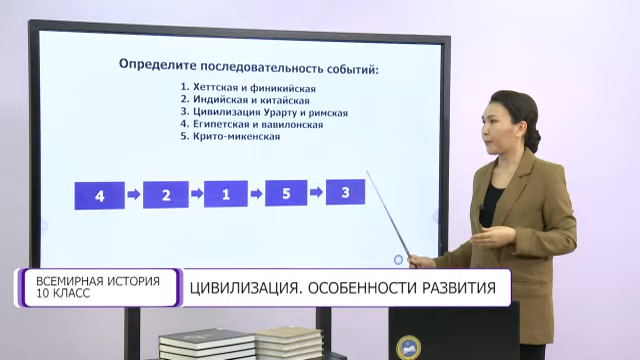 Определите последовательность событий:
1. Хеттская и финикийская
2. Индийская и китайская
3. Цивилизация Урарту и римская
4. Египетская и вавилонская
5. Крито-микенская
4 2 1 5 3
ВСЕМИРНАЯ ИСТОРИЯ
10 КЛАСС
ЦИВИЛИЗАЦИЯ. ОСОБЕННОСТИ РАЗВИТИЯ